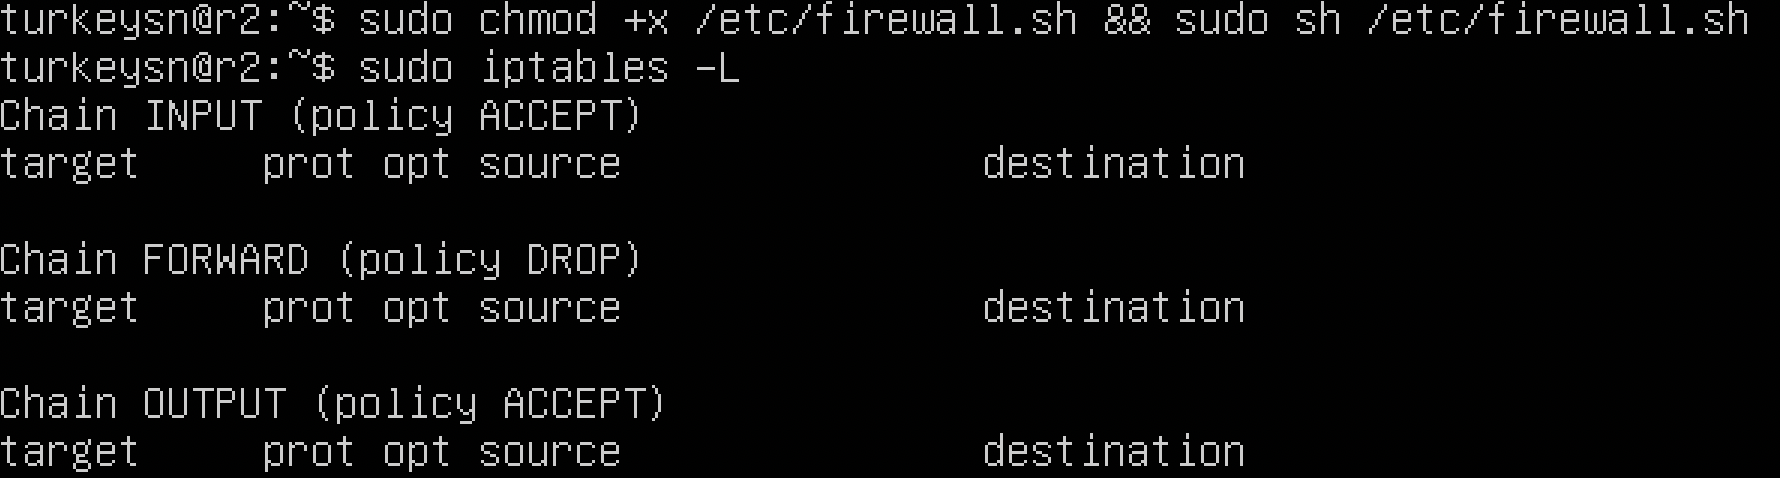 turkeysn@r2:~$ sudo chmod +x /etc/firewall.sh && sudo sh /etc/firewall.sh
turkeysn@r2:~$ sudo iptables -L
Chain INPUT (policy ACCEPT)
target     prot opt source               destination

Chain FORWARD (policy DROP)
target     prot opt source               destination

Chain OUTPUT (policy ACCEPT)
target     prot opt source               destination